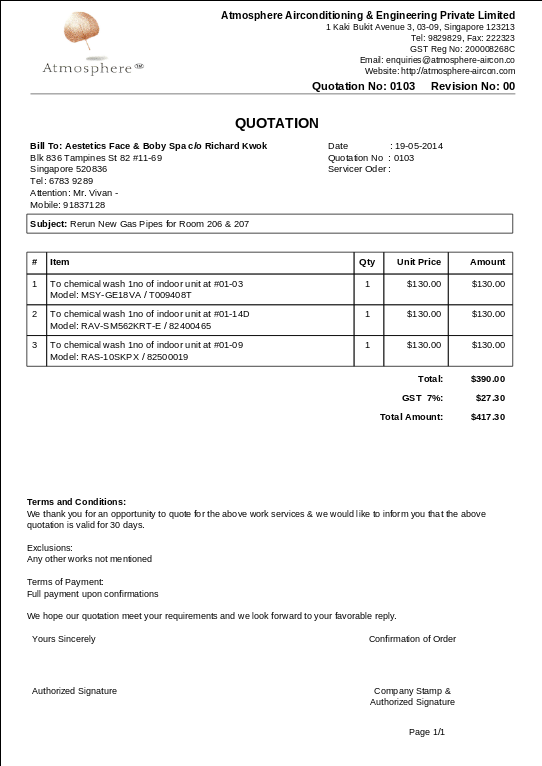 Atmosphere TM
Atmosphere Airconditioning & Engineering Private Limited
1 Kaki Bukit Avenue 3, 03-09, Singapore 123213
Tel: 9829829, Fax: 222323
GST Reg No: 200008268C
Email: enquiries@atmosphere-aircon.co
Website: http://atmosphere-aircon.com
Quotation No: 0103 Revision No: 00
QUOTATION
Bill To: Aestetics Face & Boby Spa c/o Richard Kwok
Blk 836 Tampines St 82 #11-69
Singapore 520836
Tel: 6783 9289
Attention: Mr. Vivan -
Mobile: 91837128
Date : 19-05-2014
Quotation No : 0103
Servicer Oder :
Subject: Rerun New Gas Pipes for Room 206 & 207
# Item Qty Unit Price Amount
1 To chemical wash 1no of indoor unit at #01-03 1 $130.00 $130.00
Model: MSY-GE18VA / T009408T
2 To chemical wash 1no of indoor unit at #01-14D 1 $130.00 $130.00
Model: RAV-SM562KRT-E / 82400465
3 To chemical wash 1no of indoor unit at #01-09 1 $130.00 $130.00
Model: RAS-10SKPX / 82500019
Total: $390.00
GST 7%: $27.30
Total Amount: $417.30
Terms and Conditions:
We thank you for an opportunity to quote for the above work services & we would like to inform you that the above
quotation is valid for 30 days.
Exclusions:
Any other works not mentioned
Terms of Payment:
Full payment upon confirmations
We hope our quotation meet your requirements and we look forward to your favorable reply.
Yours Sincerely
Confirmation of Order
Authorized Signature
Company Stamp &
Authorized Signature
Page 1/1